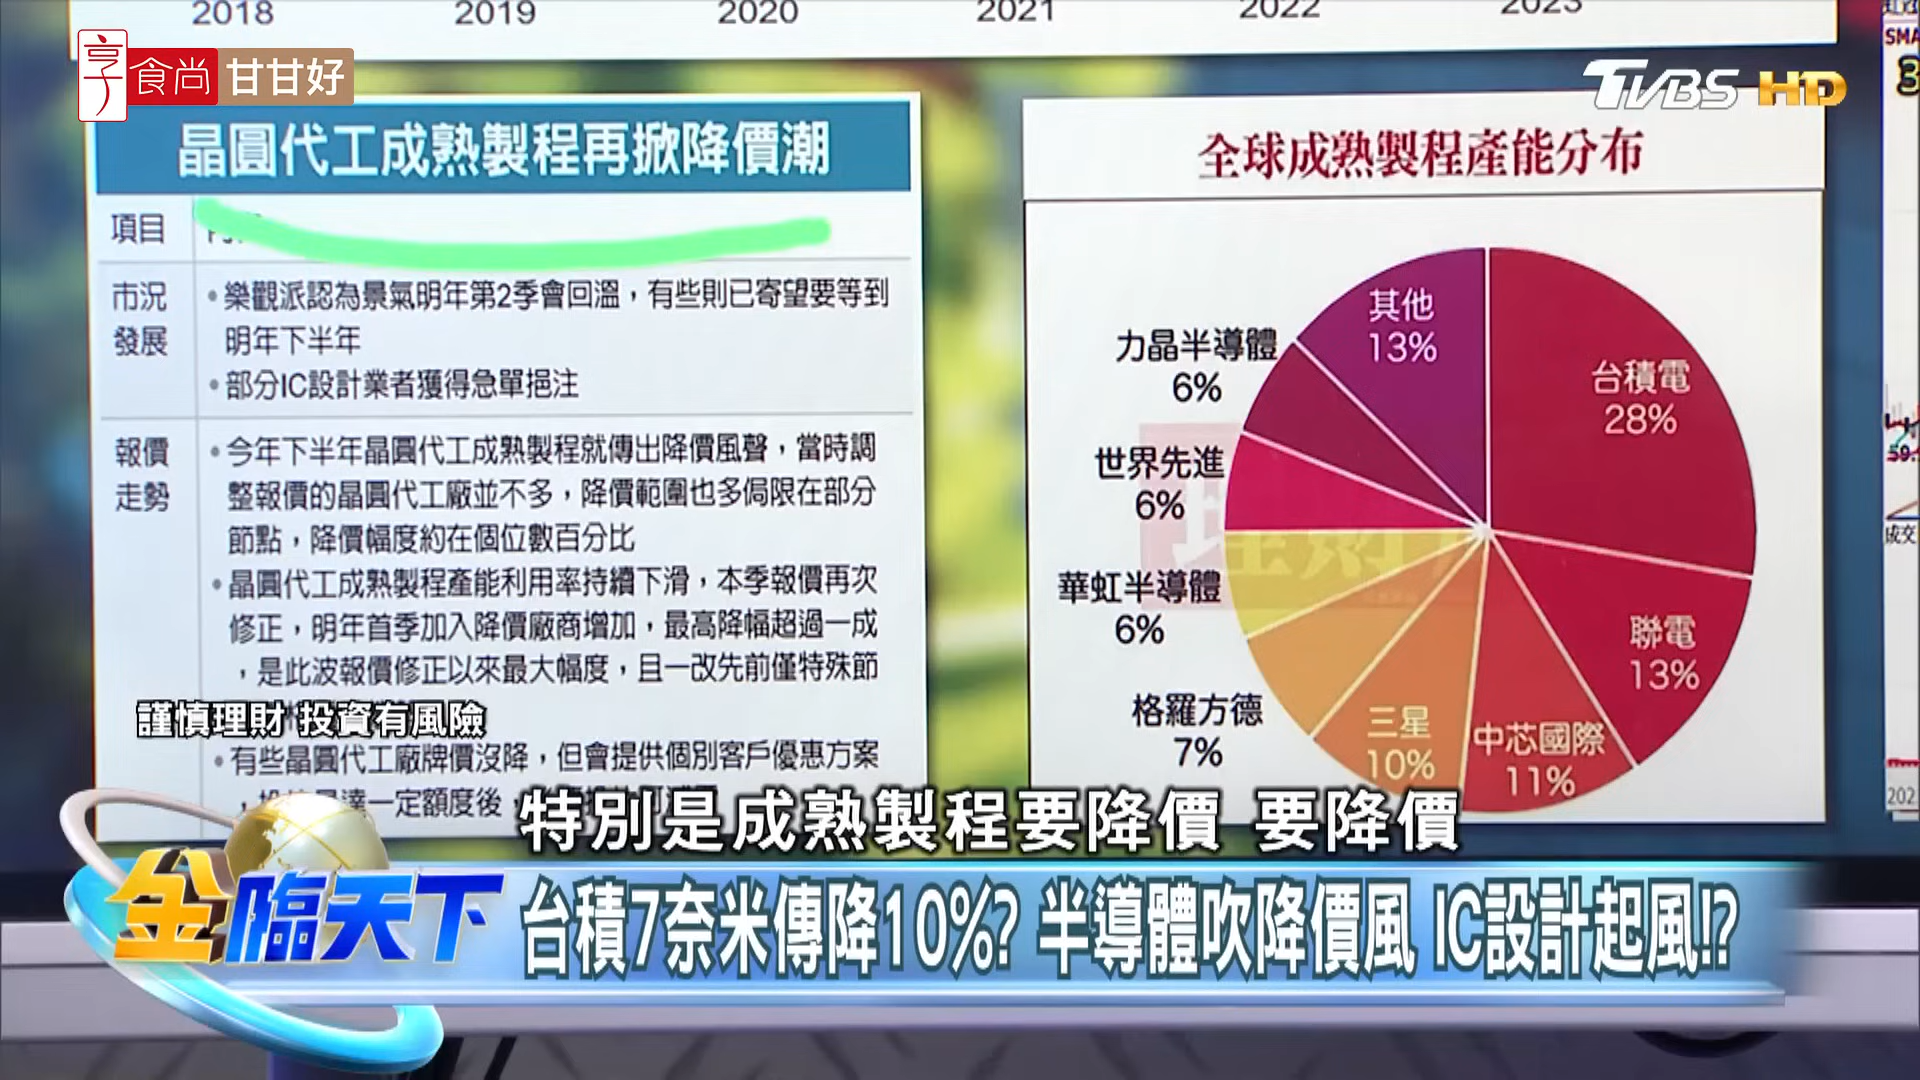 2018 2019 2020 2021 2022 2023
享 食尚 甘甘好
TVBS HD
晶圓代工成熟製程再掀降價潮
項目
市況發展
•樂觀派認為景氣明年第2季會回溫，有些則已寄望要等到
明年下半年
•部分IC設計業者獲得急單挹注
報價走勢
•今年下半年晶圓代工成熟製程就傳出降價風聲，當時調
整報價的晶圓代工廠並不多，降價範圍也多侷限在部分
節點，降價幅度約在個位數百分比
•晶圓代工成熟製程產能利用率持續下滑，本季報價再次
修正，明年首季加入降價廠商增加，最高降幅超過一成
，是此波報價修正以來最大幅度，且一改先前僅特殊節
•有些晶圓代工廠牌價沒降，但會提供個別客戶優惠方案
達一定額度後，
謹慎理財 投資有風險
全球成熟製程產能分布
其他
13%
台積電
28%
聯電
13%
中芯國際
11%
三星
10%
格羅方德
7%
華虹半導體
6%
世界先進
6%
力晶半導體
6%
理財
SMA
3
59.
成交
202
特別是成熟製程要降價 要降價
金臨天下
台積7奈米傳降10%? 半導體吹降價風 IC設計起風!?